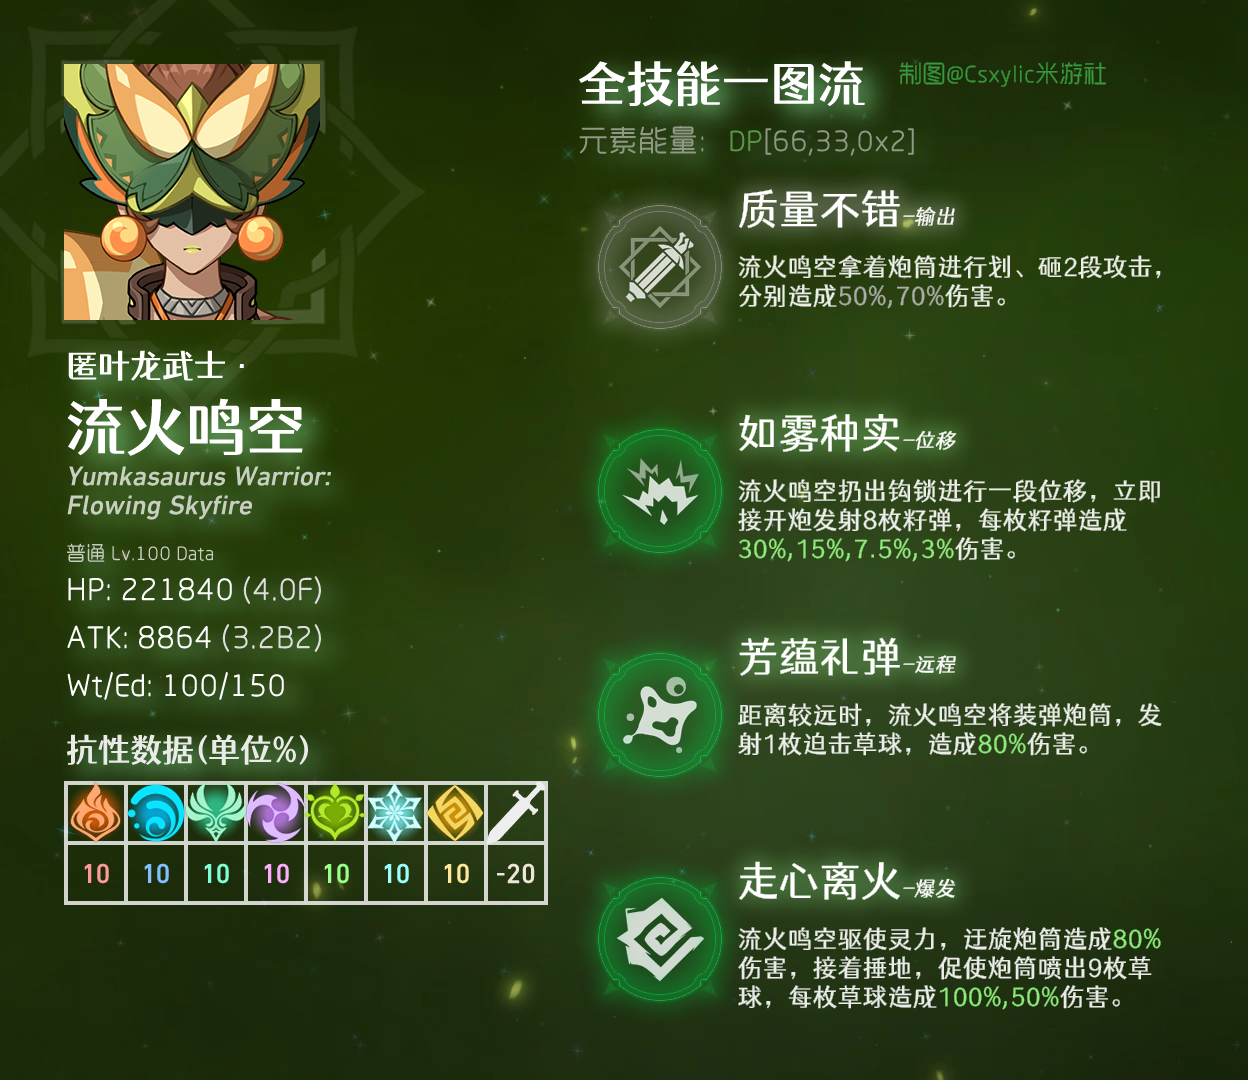 全技能一图流
制图@Csxylic米游社
元素能量: DP[66,33,0x2]
匿叶龙武士·
流火鸣空
Yumkasaurus Warrior:
Flowing Skyfire
普通 Lv.100 Data
HP: 221840 (4.0F)
ATK: 8864 (3.2B2)
Wt/Ed: 100/150
抗性数据(单位%)
10 10 10 10 10 10 10 -20
质量不错-输出
流火鸣空拿着炮筒进行划、砸2段攻击,
分别造成50%,70%伤害。
如雾种实-位移
流火鸣空扔出钩锁进行一段位移, 立即
接开炮发射8枚籽弹, 每枚籽弹造成
30%,15%,7.5%,3%伤害。
芳蕴礼弹-远程
距离较远时, 流火鸣空将装弹炮筒, 发
射1枚迫击草球, 造成80%伤害。
走心离火-爆发
流火鸣空驱使灵力, 迂旋炮筒造成80%
伤害, 接着捶地, 促使炮筒喷出9枚草
球, 每枚草球造成100%,50%伤害。